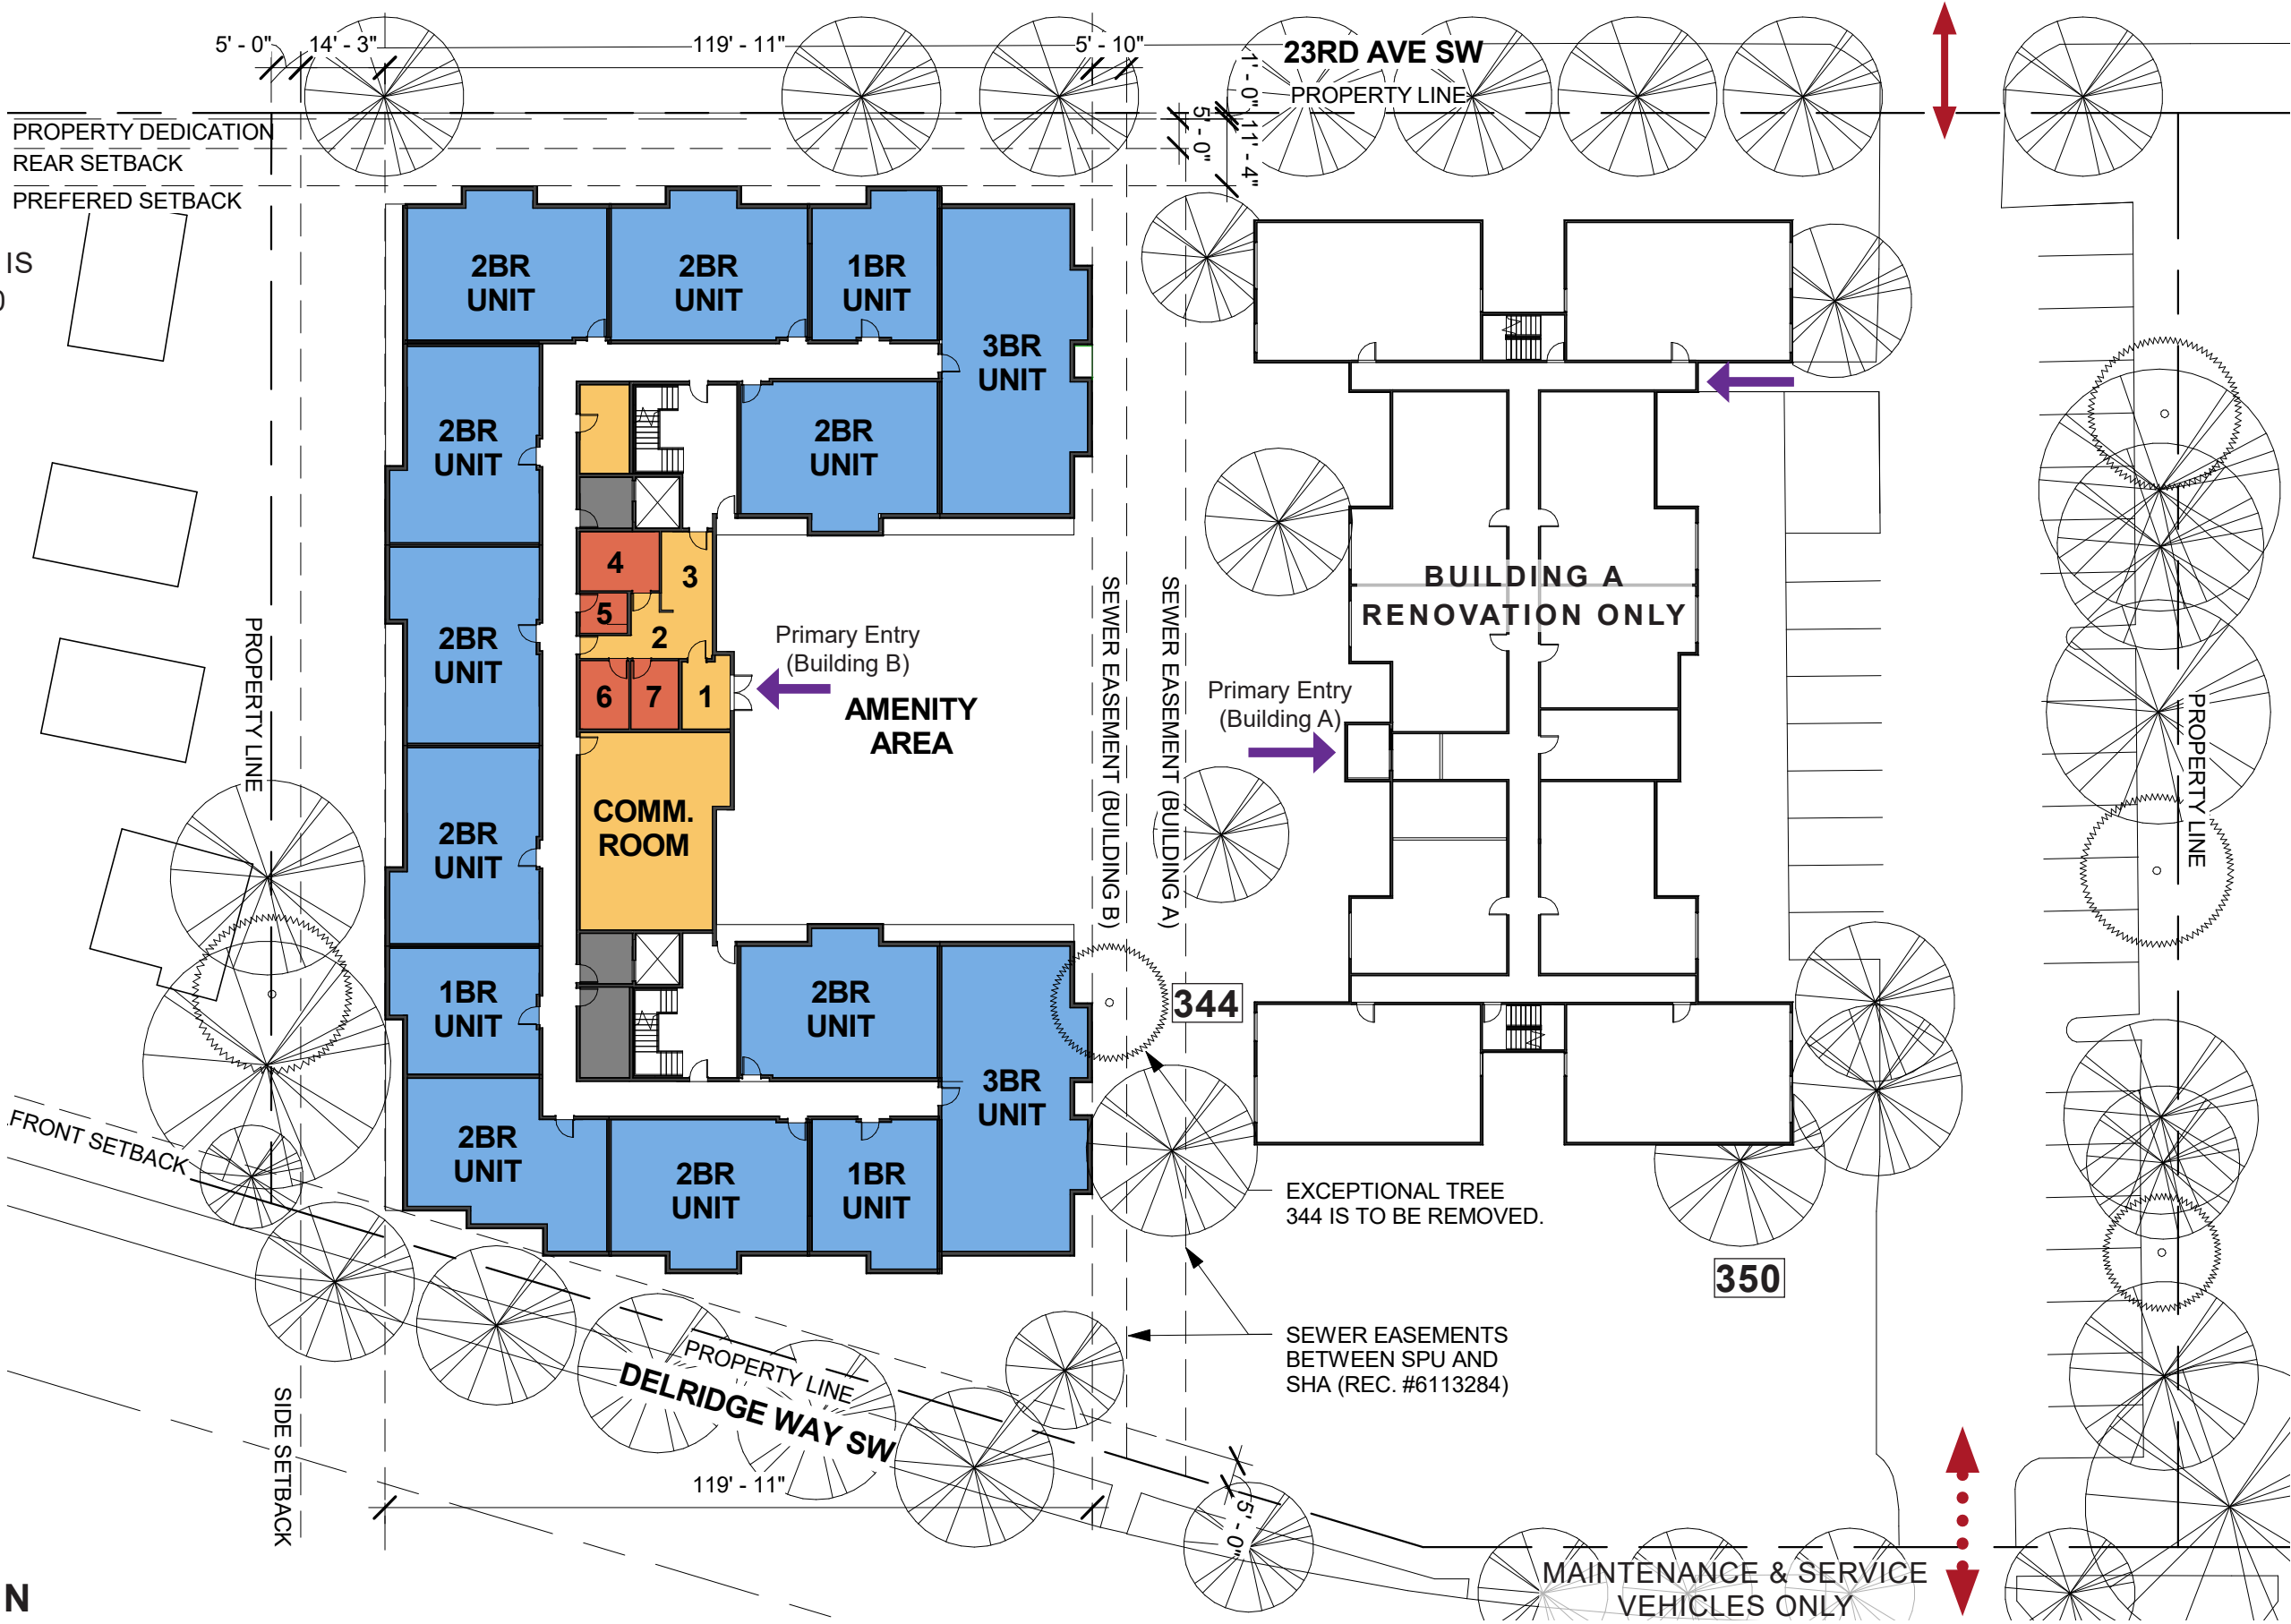 5' - 0"
14' - 3"
119' - 11"
5' - 10"
23RD AVE SW
PROPERTY LINE
1' - 0"
11' - 4"
5' - 0"
PROPERTY DEDICATION
REAR SETBACK
PREFERED SETBACK
IS
2BR
UNIT
2BR
UNIT
1BR
UNIT
3BR
UNIT
2BR
UNIT
2BR
UNIT
2BR
UNIT
2BR
UNIT
1BR
UNIT
2BR
UNIT
2BR
UNIT
1BR
UNIT
2BR
UNIT
3BR
UNIT
4
3
5
2
6
7
1
COMM.
ROOM
Primary Entry
(Building B)
AMENITY
AREA
SEWER EASEMENT (BUILDING B)
SEWER EASEMENT (BUILDING A)
Primary Entry
(Building A)
BUILDING A
RENOVATION ONLY
PROPERTY LINE
PROPERTY LINE
344
350
EXCEPTIONAL TREE
344 IS TO BE REMOVED.
SEWER EASEMENTS
BETWEEN SPU AND
SHA (REC. #6113284)
FRONT SETBACK
SIDE SETBACK
PROPERTY LINE
DELRIDGE WAY SW
119' - 11"
5' - 0"
MAINTENANCE & SERVICE
VEHICLES ONLY
N